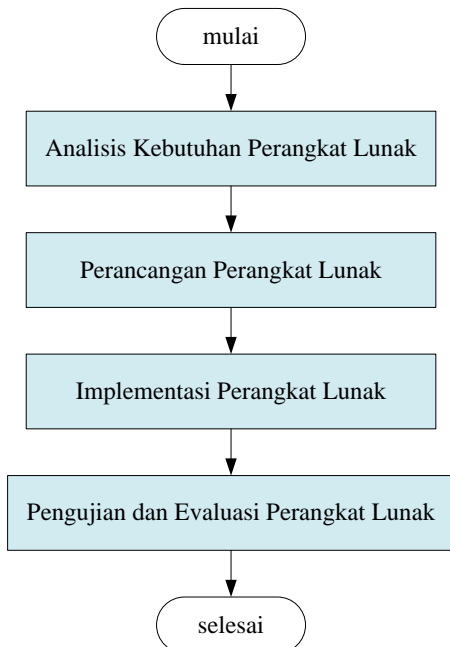 mulai
Analisis Kebutuhan Perangkat Lunak
Perancangan Perangkat Lunak
Implementasi Perangkat Lunak
Pengujian dan Evaluasi Perangkat Lunak
selesai